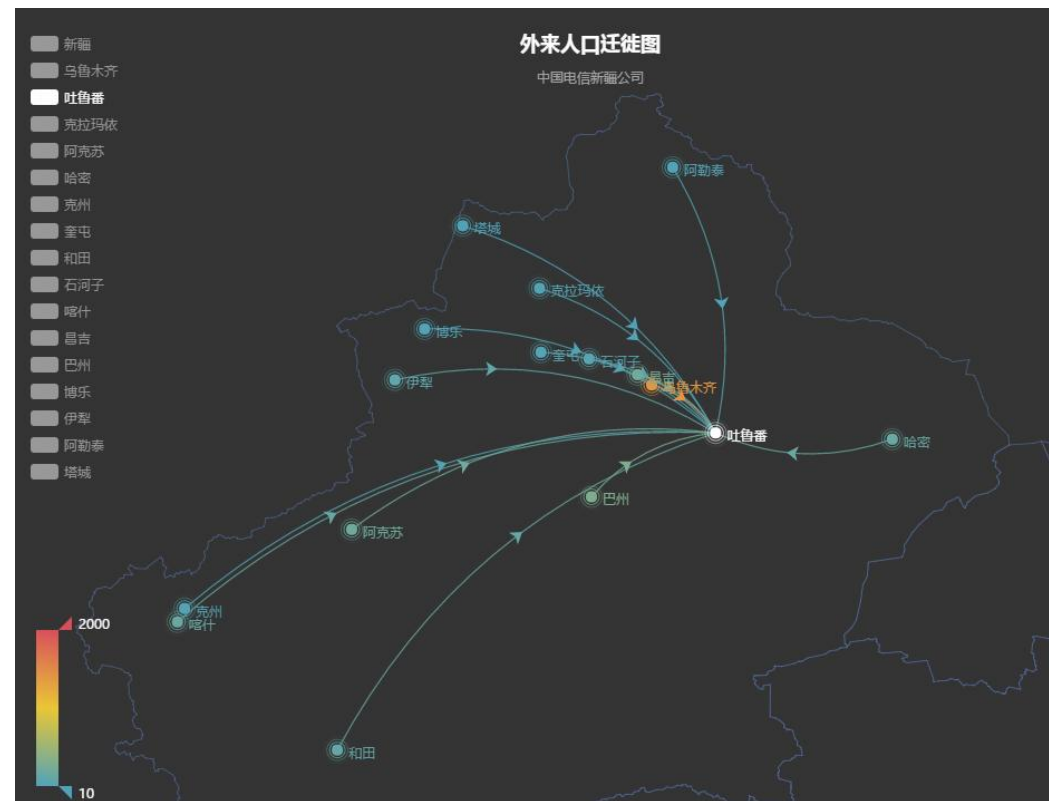 外来人口迁徙图
中国电信新疆公司
新疆
乌鲁木齐
吐鲁番
克拉玛依
阿克苏
哈密
克州
奎屯
和田
石河子
喀什
昌吉
巴州
博乐
伊犁
阿勒泰
塔城
阿勒泰
塔城
克拉玛依
博乐
奎屯
石河子
昌吉
伊犁
乌鲁木齐
吐鲁番
哈密
巴州
阿克苏
克州
喀什
和田
2000
10